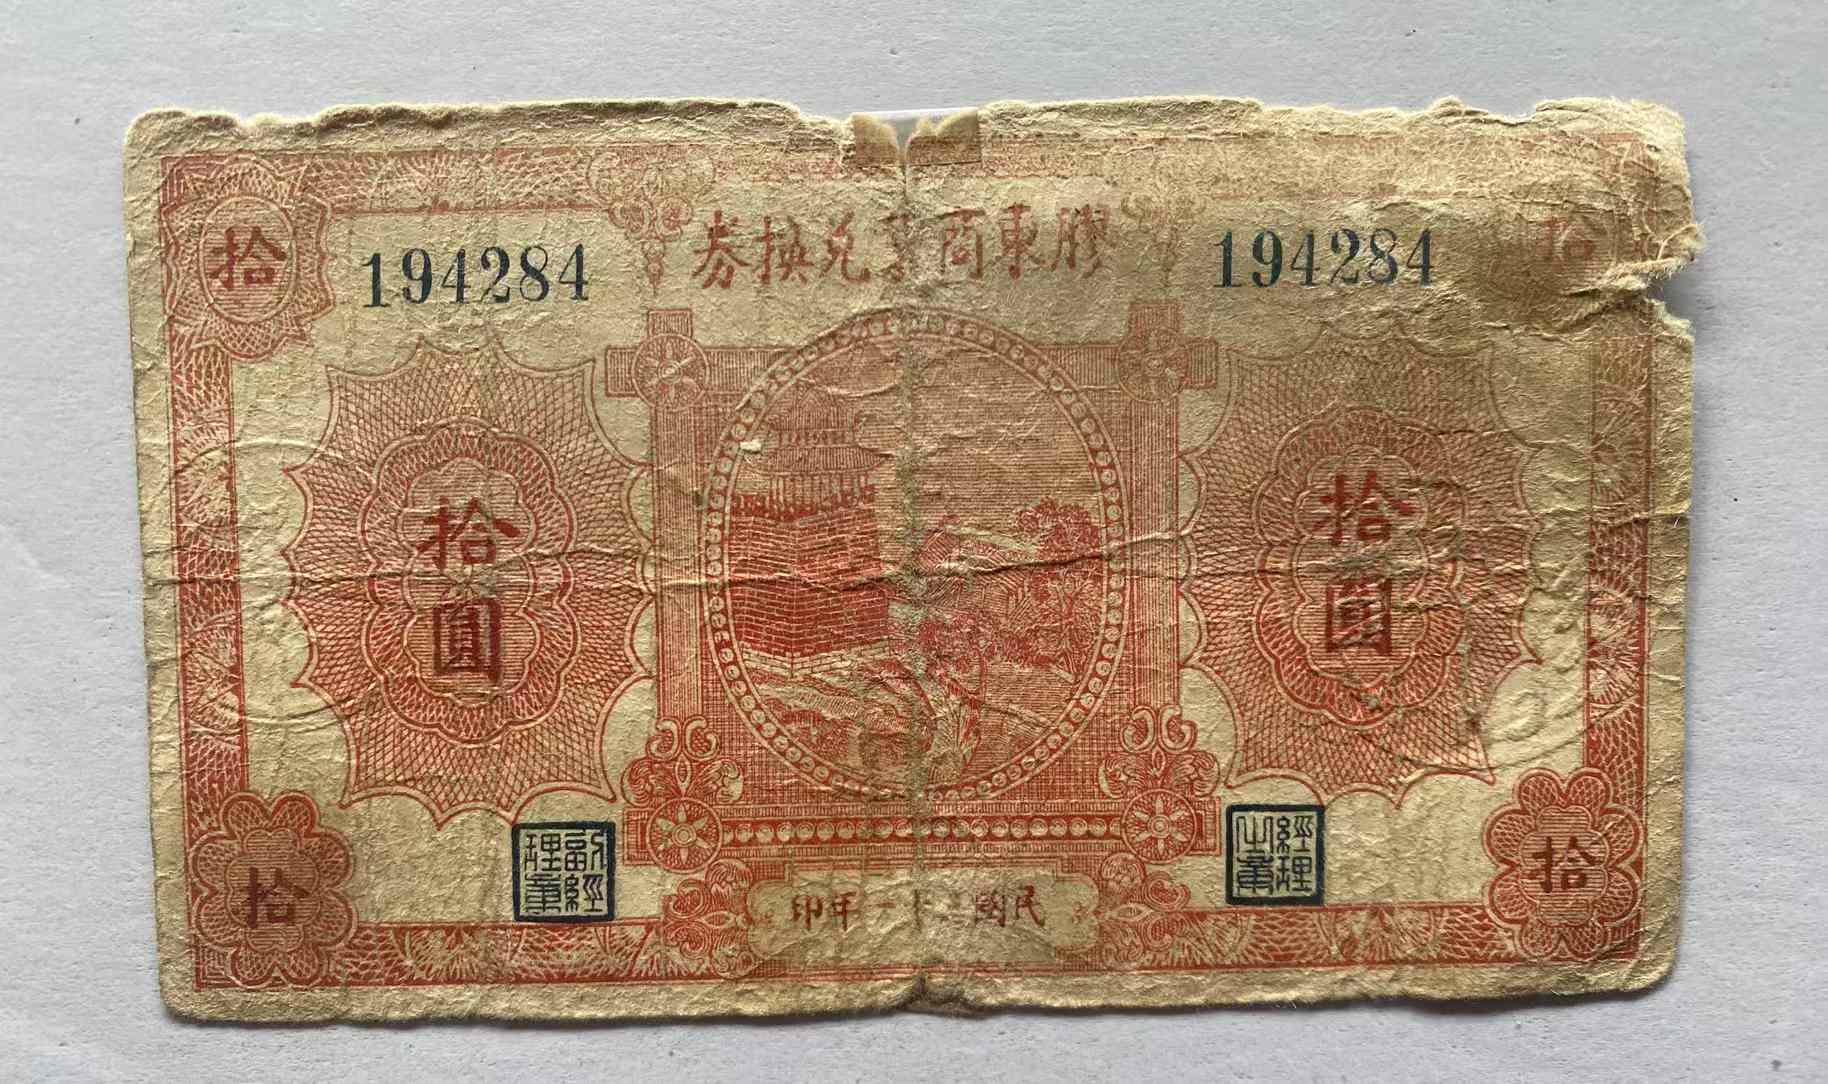 拾
194284
膠東商業兌換券
194284
拾
拾圓
拾圓
經理之章
副經理章
拾
民國十一年印
拾